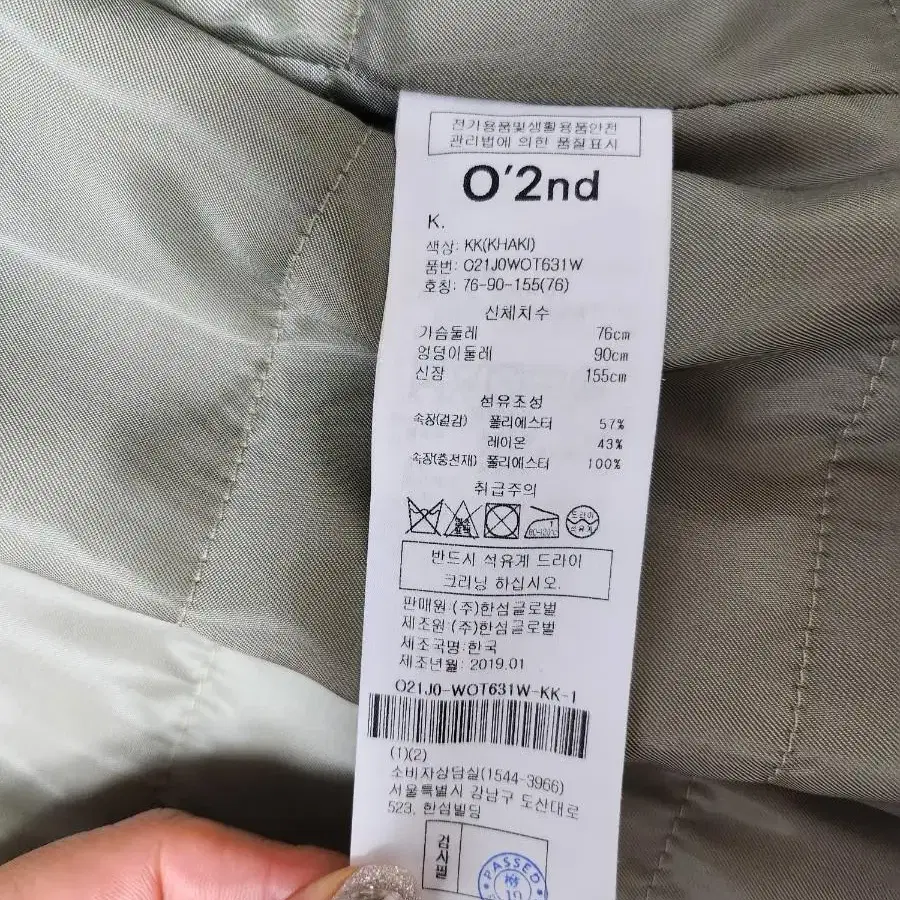 전기용품및생활용품안전
관리법에 의한 품질표시
O'2nd
K.
색상: KK(KHAKI)
품번: O21J0WOT631W
호칭: 76-90-155(76)
신체치수
가슴둘레 76cm
엉덩이둘레 90cm
신장 155cm
섬유조성
속장(겉감) 폴리에스터 57%
레이온 43%
속장(충전재) 폴리에스터 100%
취급주의
드라이
석유계
반드시 석유계 드라이
크리닝 하십시오.
판매원:(주)한섬글로벌
제조원:(주)한섬글로벌
제조국명:한국
제조년월: 2019.01
O21J0-WOT631W-KK-1
(1)(2)
소비자상담실(1544-3966)
서울특별시 강남구 도산대로
523, 한섬빌딩
검사필
PASSED
19